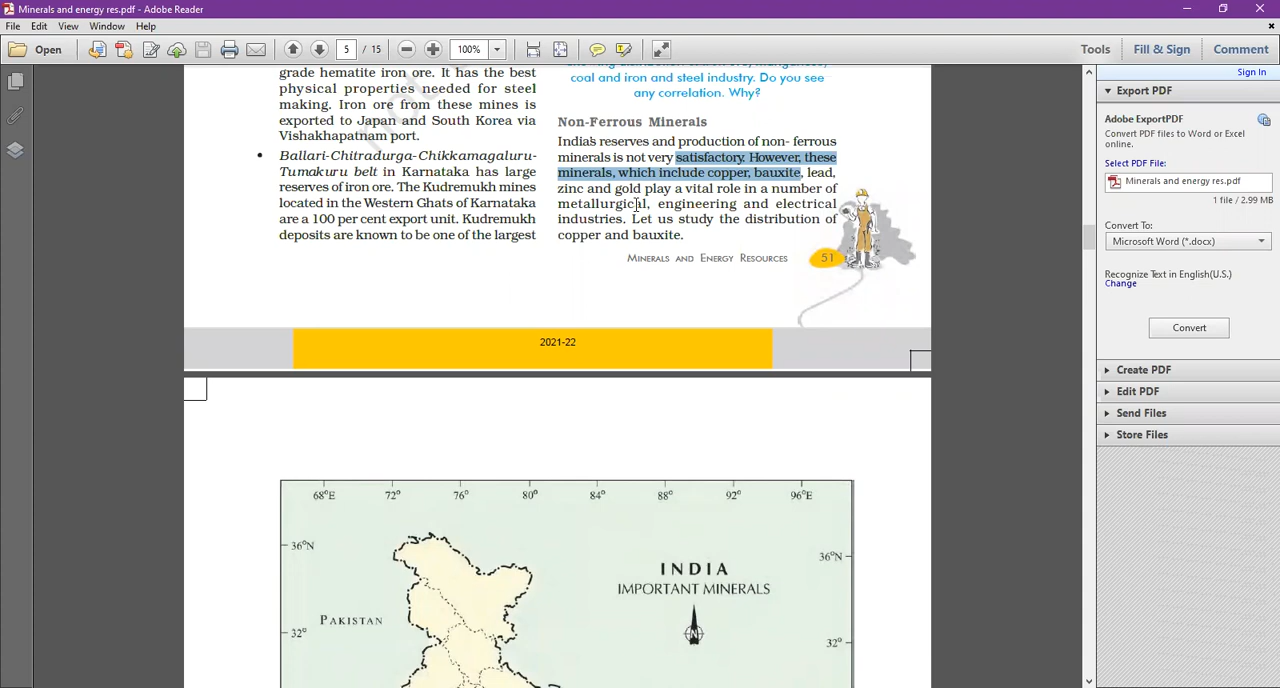 Minerals and energy res.pdf - Adobe Reader
File Edit View Window Help
Open 5 / 15 100% Tools Fill & Sign Comment
Sign In
Export PDF
Adobe ExportPDF
Convert PDF files to Word or Excel online.
Select PDF File:
Minerals and energy res.pdf
1 file / 2.99 MB
Convert To:
Microsoft Word (*.docx)
Recognize Text in English(U.S.)
Change
Convert
Create PDF
Edit PDF
Send Files
Store Files
grade hematite iron ore. It has the best
physical properties needed for steel
making. Iron ore from these mines is
exported to Japan and South Korea via
Vishakhapatnam port.
• Ballari-Chitradurga-Chikkamagaluru-
Tumakuru belt in Karnataka has large
reserves of iron ore. The Kudremukh mines
located in the Western Ghats of Karnataka
are a 100 per cent export unit. Kudremukh
deposits are known to be one of the largest
coal and iron and steel industry. Do you see
any correlation. Why?
Non-Ferrous Minerals
India's reserves and production of non- ferrous
minerals is not very satisfactory. However, these
minerals, which include copper, bauxite, lead,
zinc and gold play a vital role in a number of
metallurgical, engineering and electrical
industries. Let us study the distribution of
copper and bauxite.
MINERALS AND ENERGY RESOURCES 51
2021-22
68°E 72° 76° 80° 84° 88° 92° 96°E
36°N 36°N
INDIA
IMPORTANT MINERALS
PAKISTAN
N
32° 32°